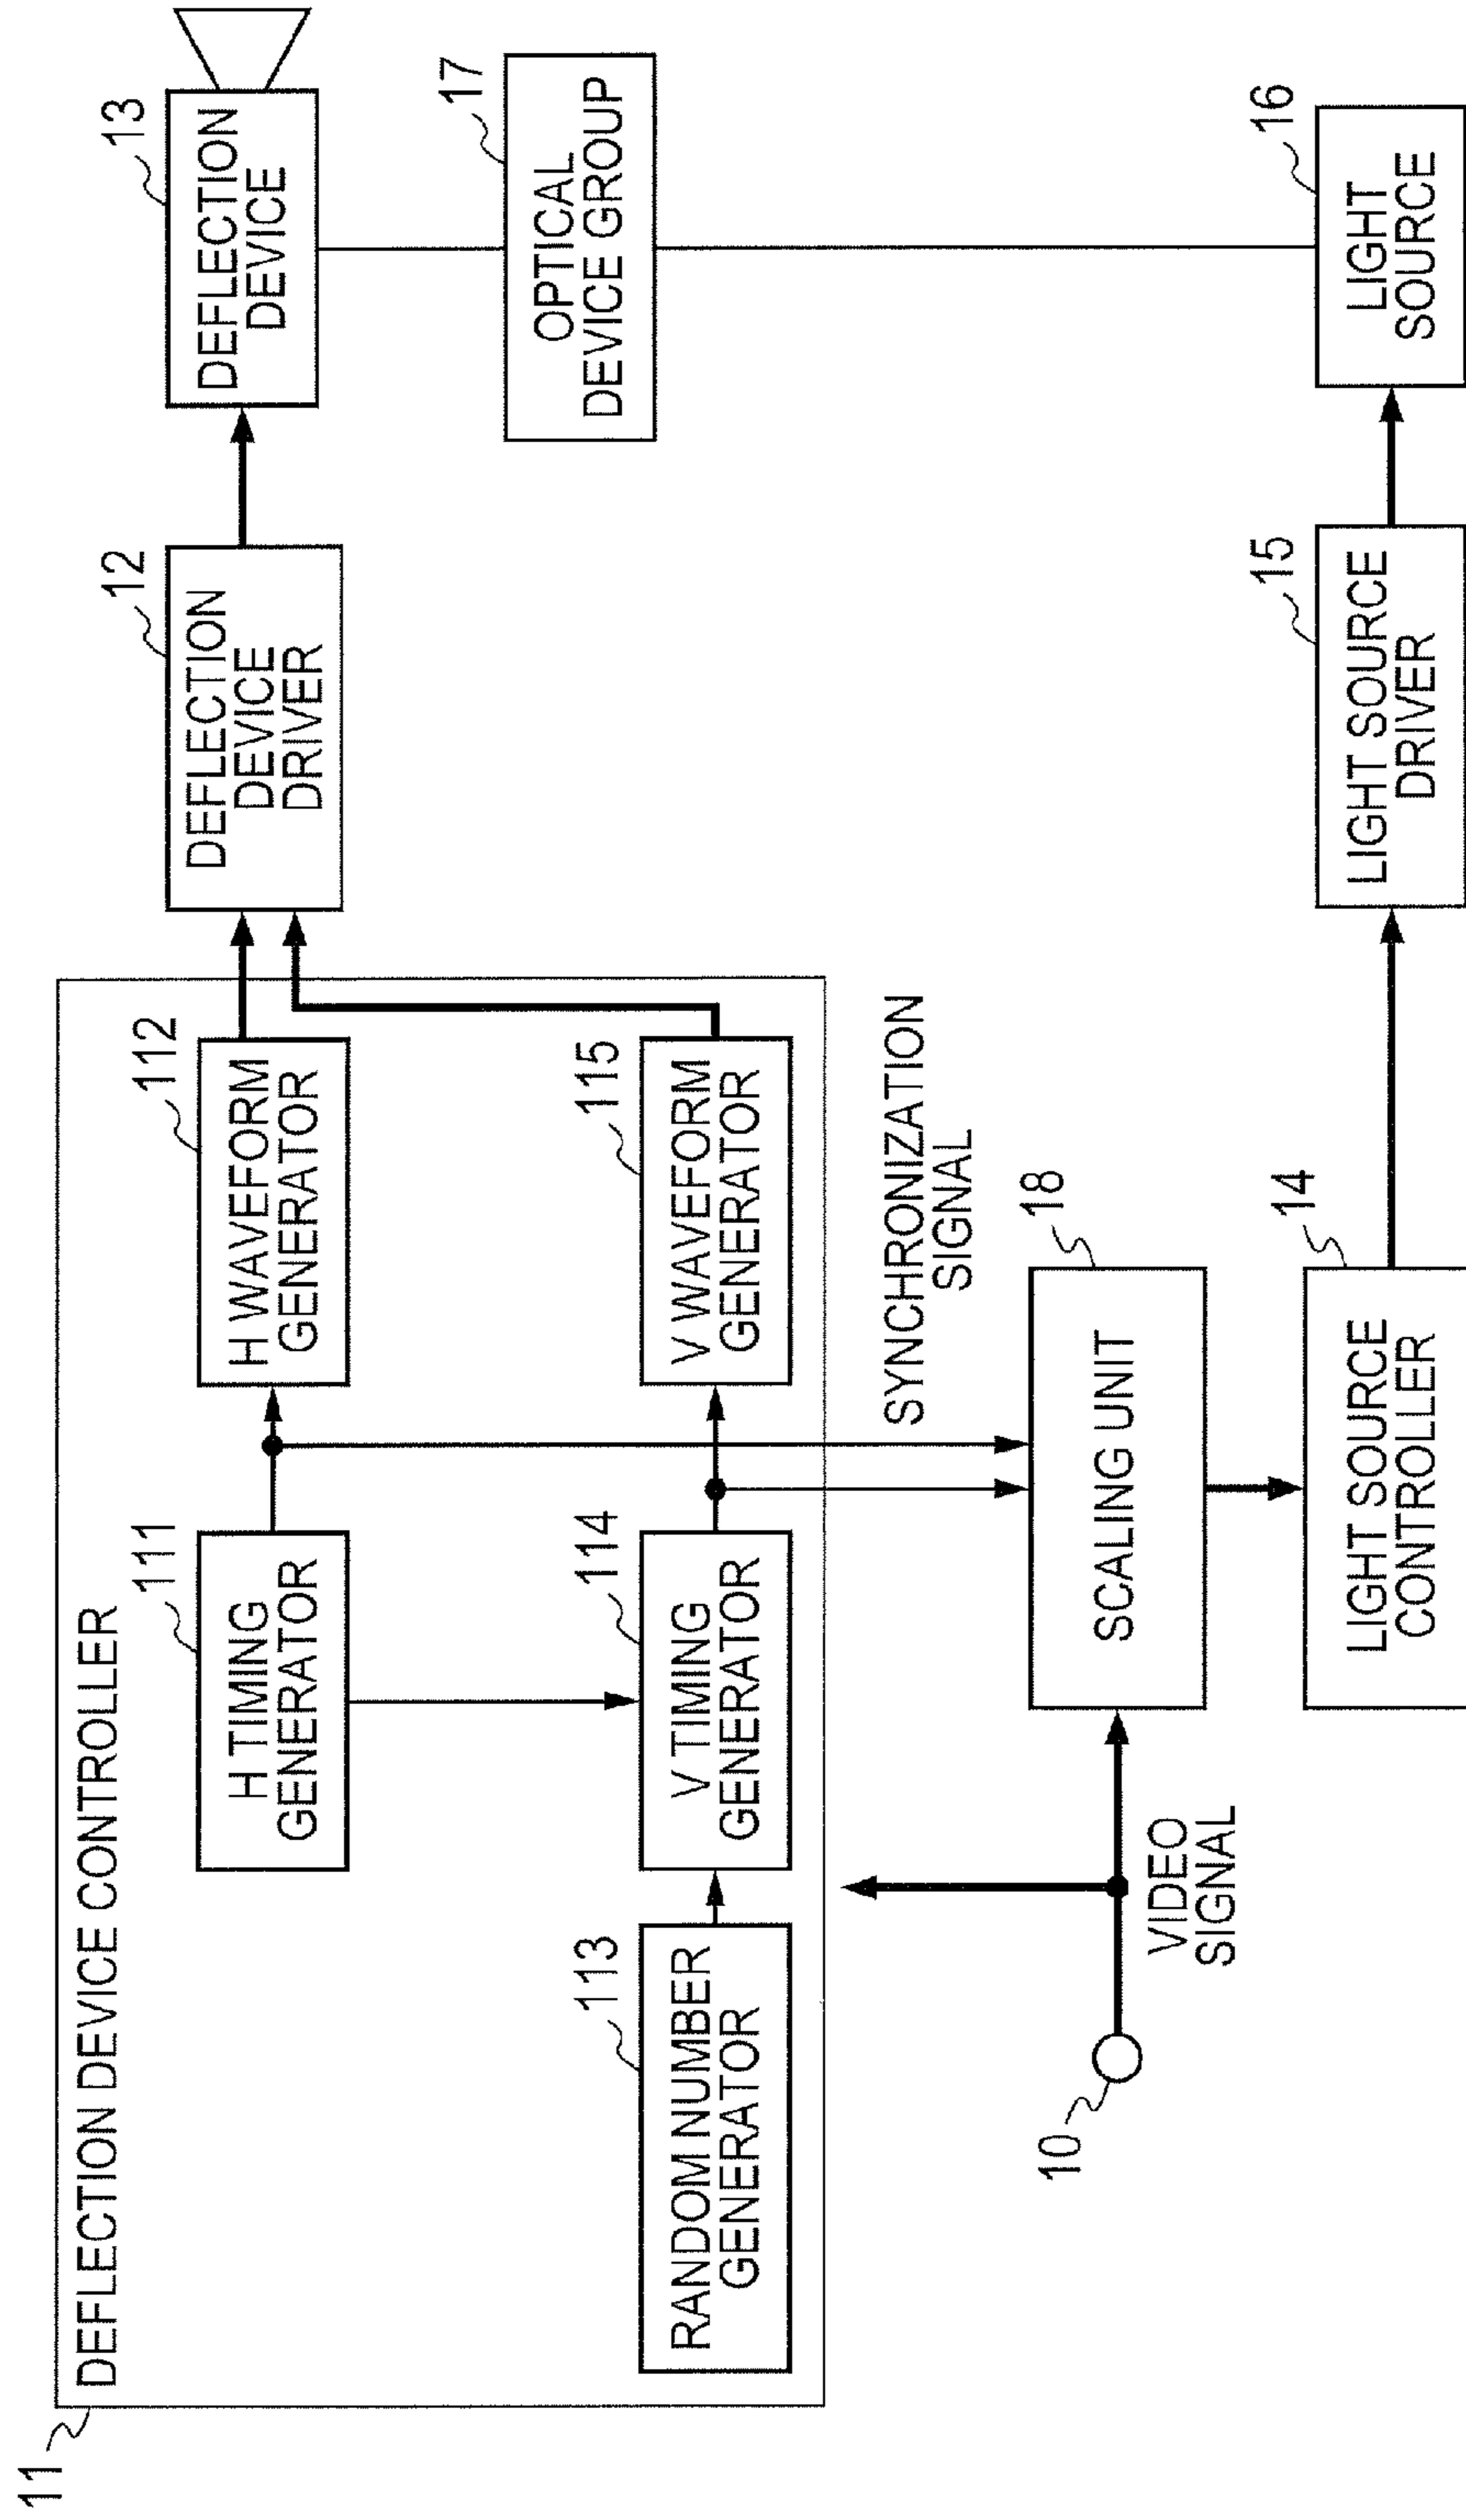 11
DEFLECTION DEVICE CONTROLLER
111
H TIMING
GENERATOR
112
H WAVEFORM
GENERATOR
12
DEFLECTION
DEVICE
DRIVER
13
DEFLECTION
DEVICE
113
RANDOM NUMBER
GENERATOR
114
V TIMING
GENERATOR
115
V WAVEFORM
GENERATOR
17
OPTICAL
DEVICE GROUP
SYNCHRONIZATION
SIGNAL
10
VIDEO
SIGNAL
18
SCALING UNIT
14
LIGHT SOURCE
CONTROLLER
15
LIGHT SOURCE
DRIVER
16
LIGHT
SOURCE